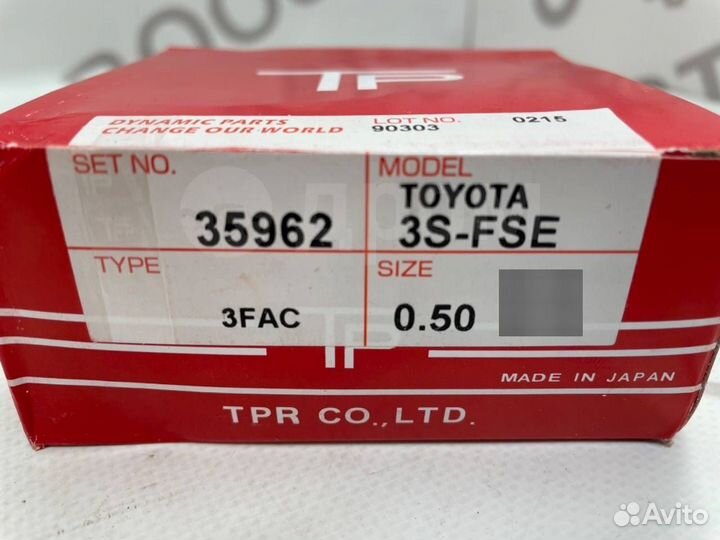 TP
DYNAMIC PARTS
CHANGE OUR WORLD
LOT NO. 0215
90303
SET NO. 35962
MODEL TOYOTA
3S-FSE
TYPE 3FAC
SIZE 0.50
TP
MADE IN JAPAN
TPR CO.,LTD.
Avito